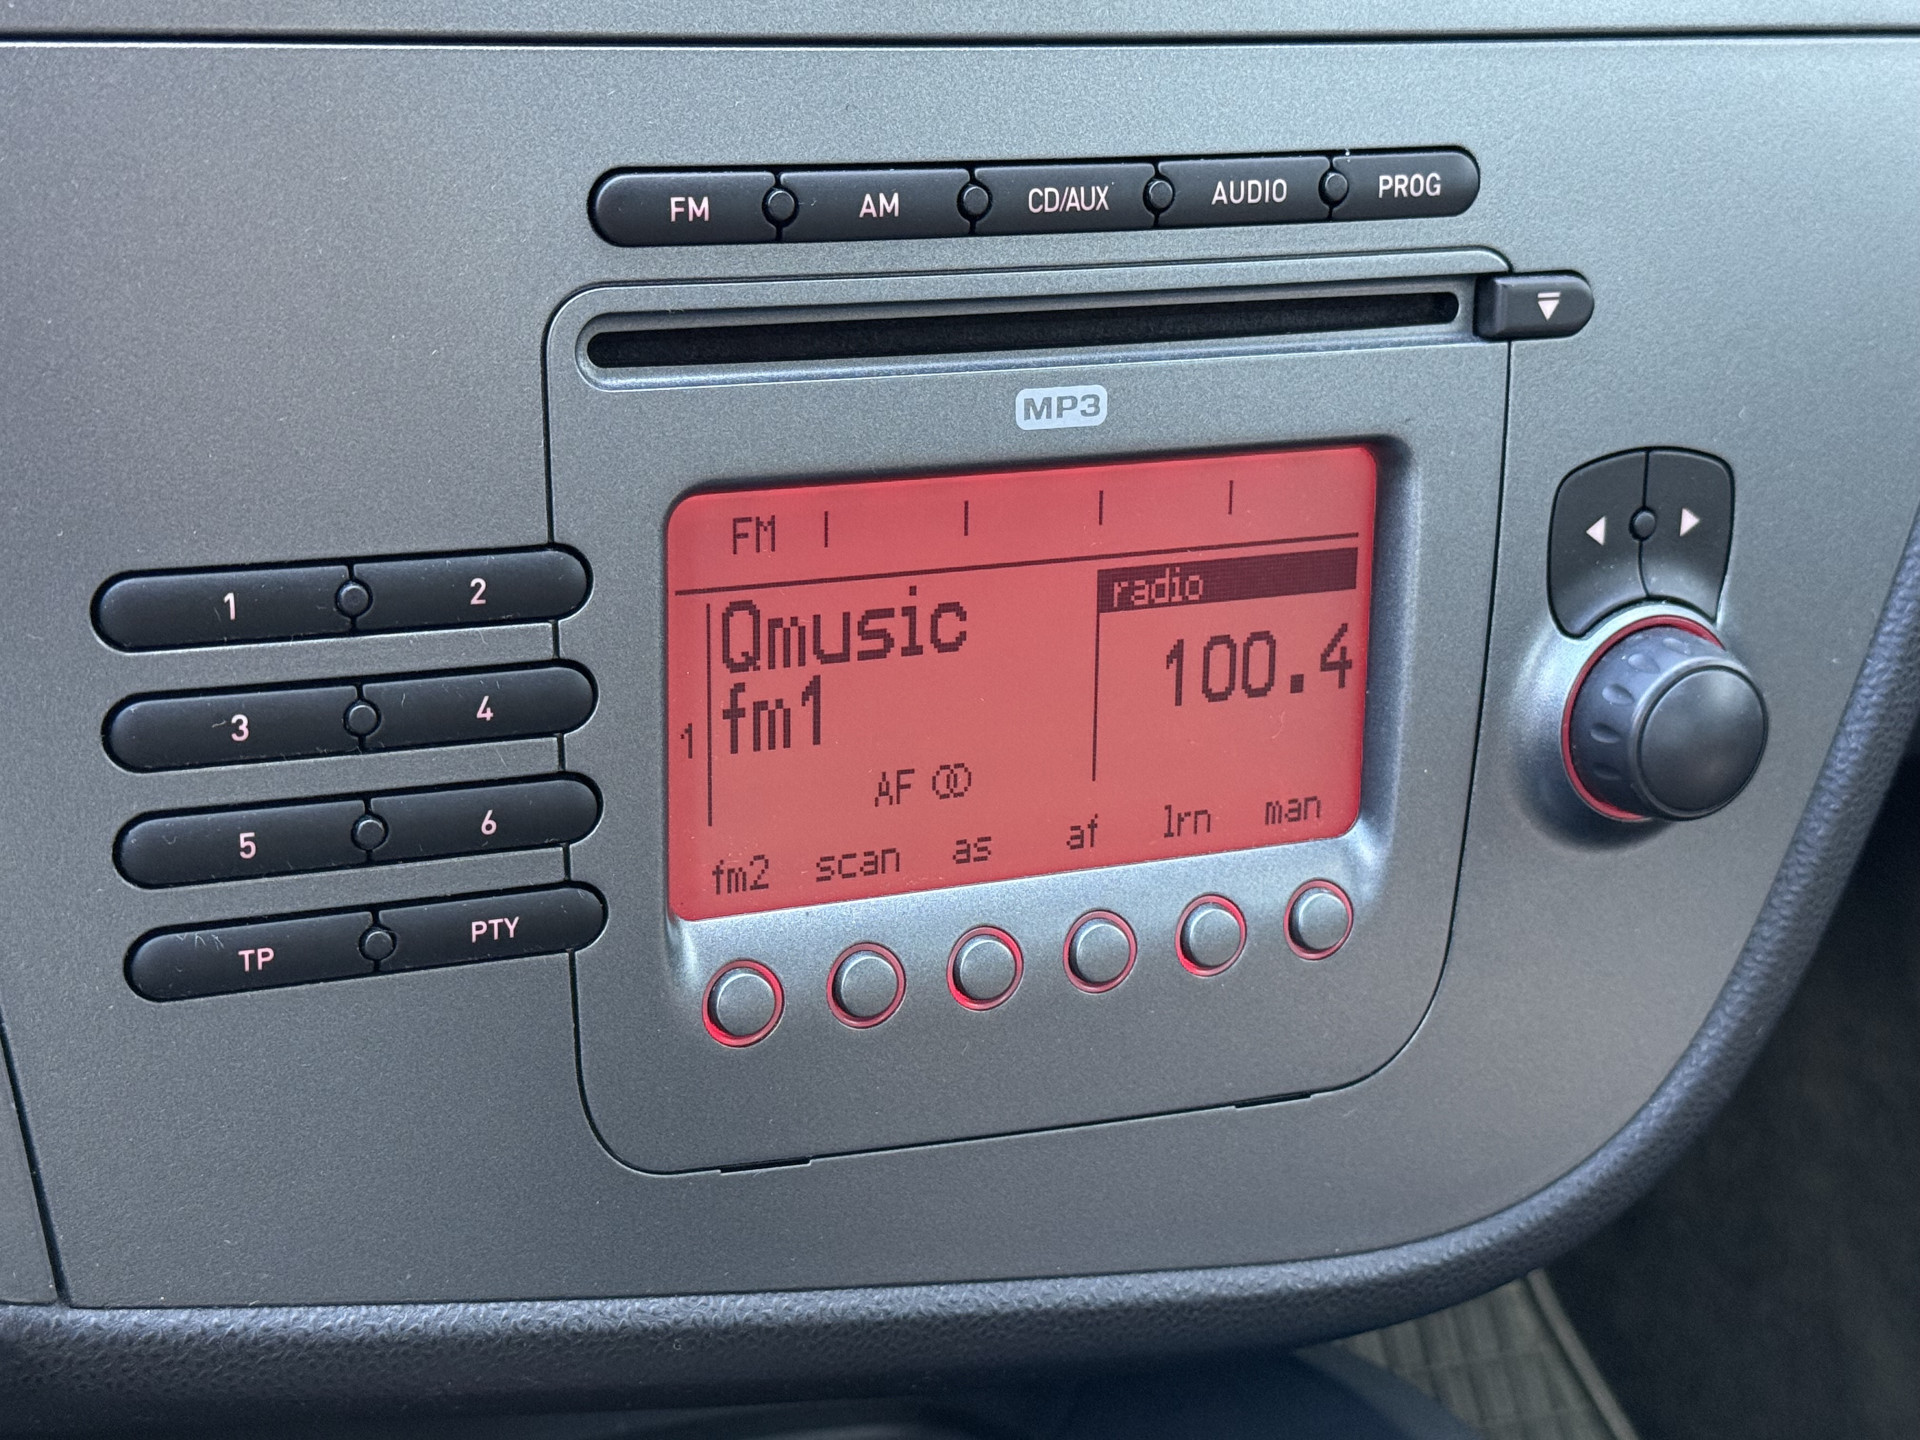 FM AM CD/AUX AUDIO PROG
MP3
FM
radio
Qmusic
100.4
fm1
1
AF
fm2 scan as af lrn man
1 2
3 4
5 6
TP PTY